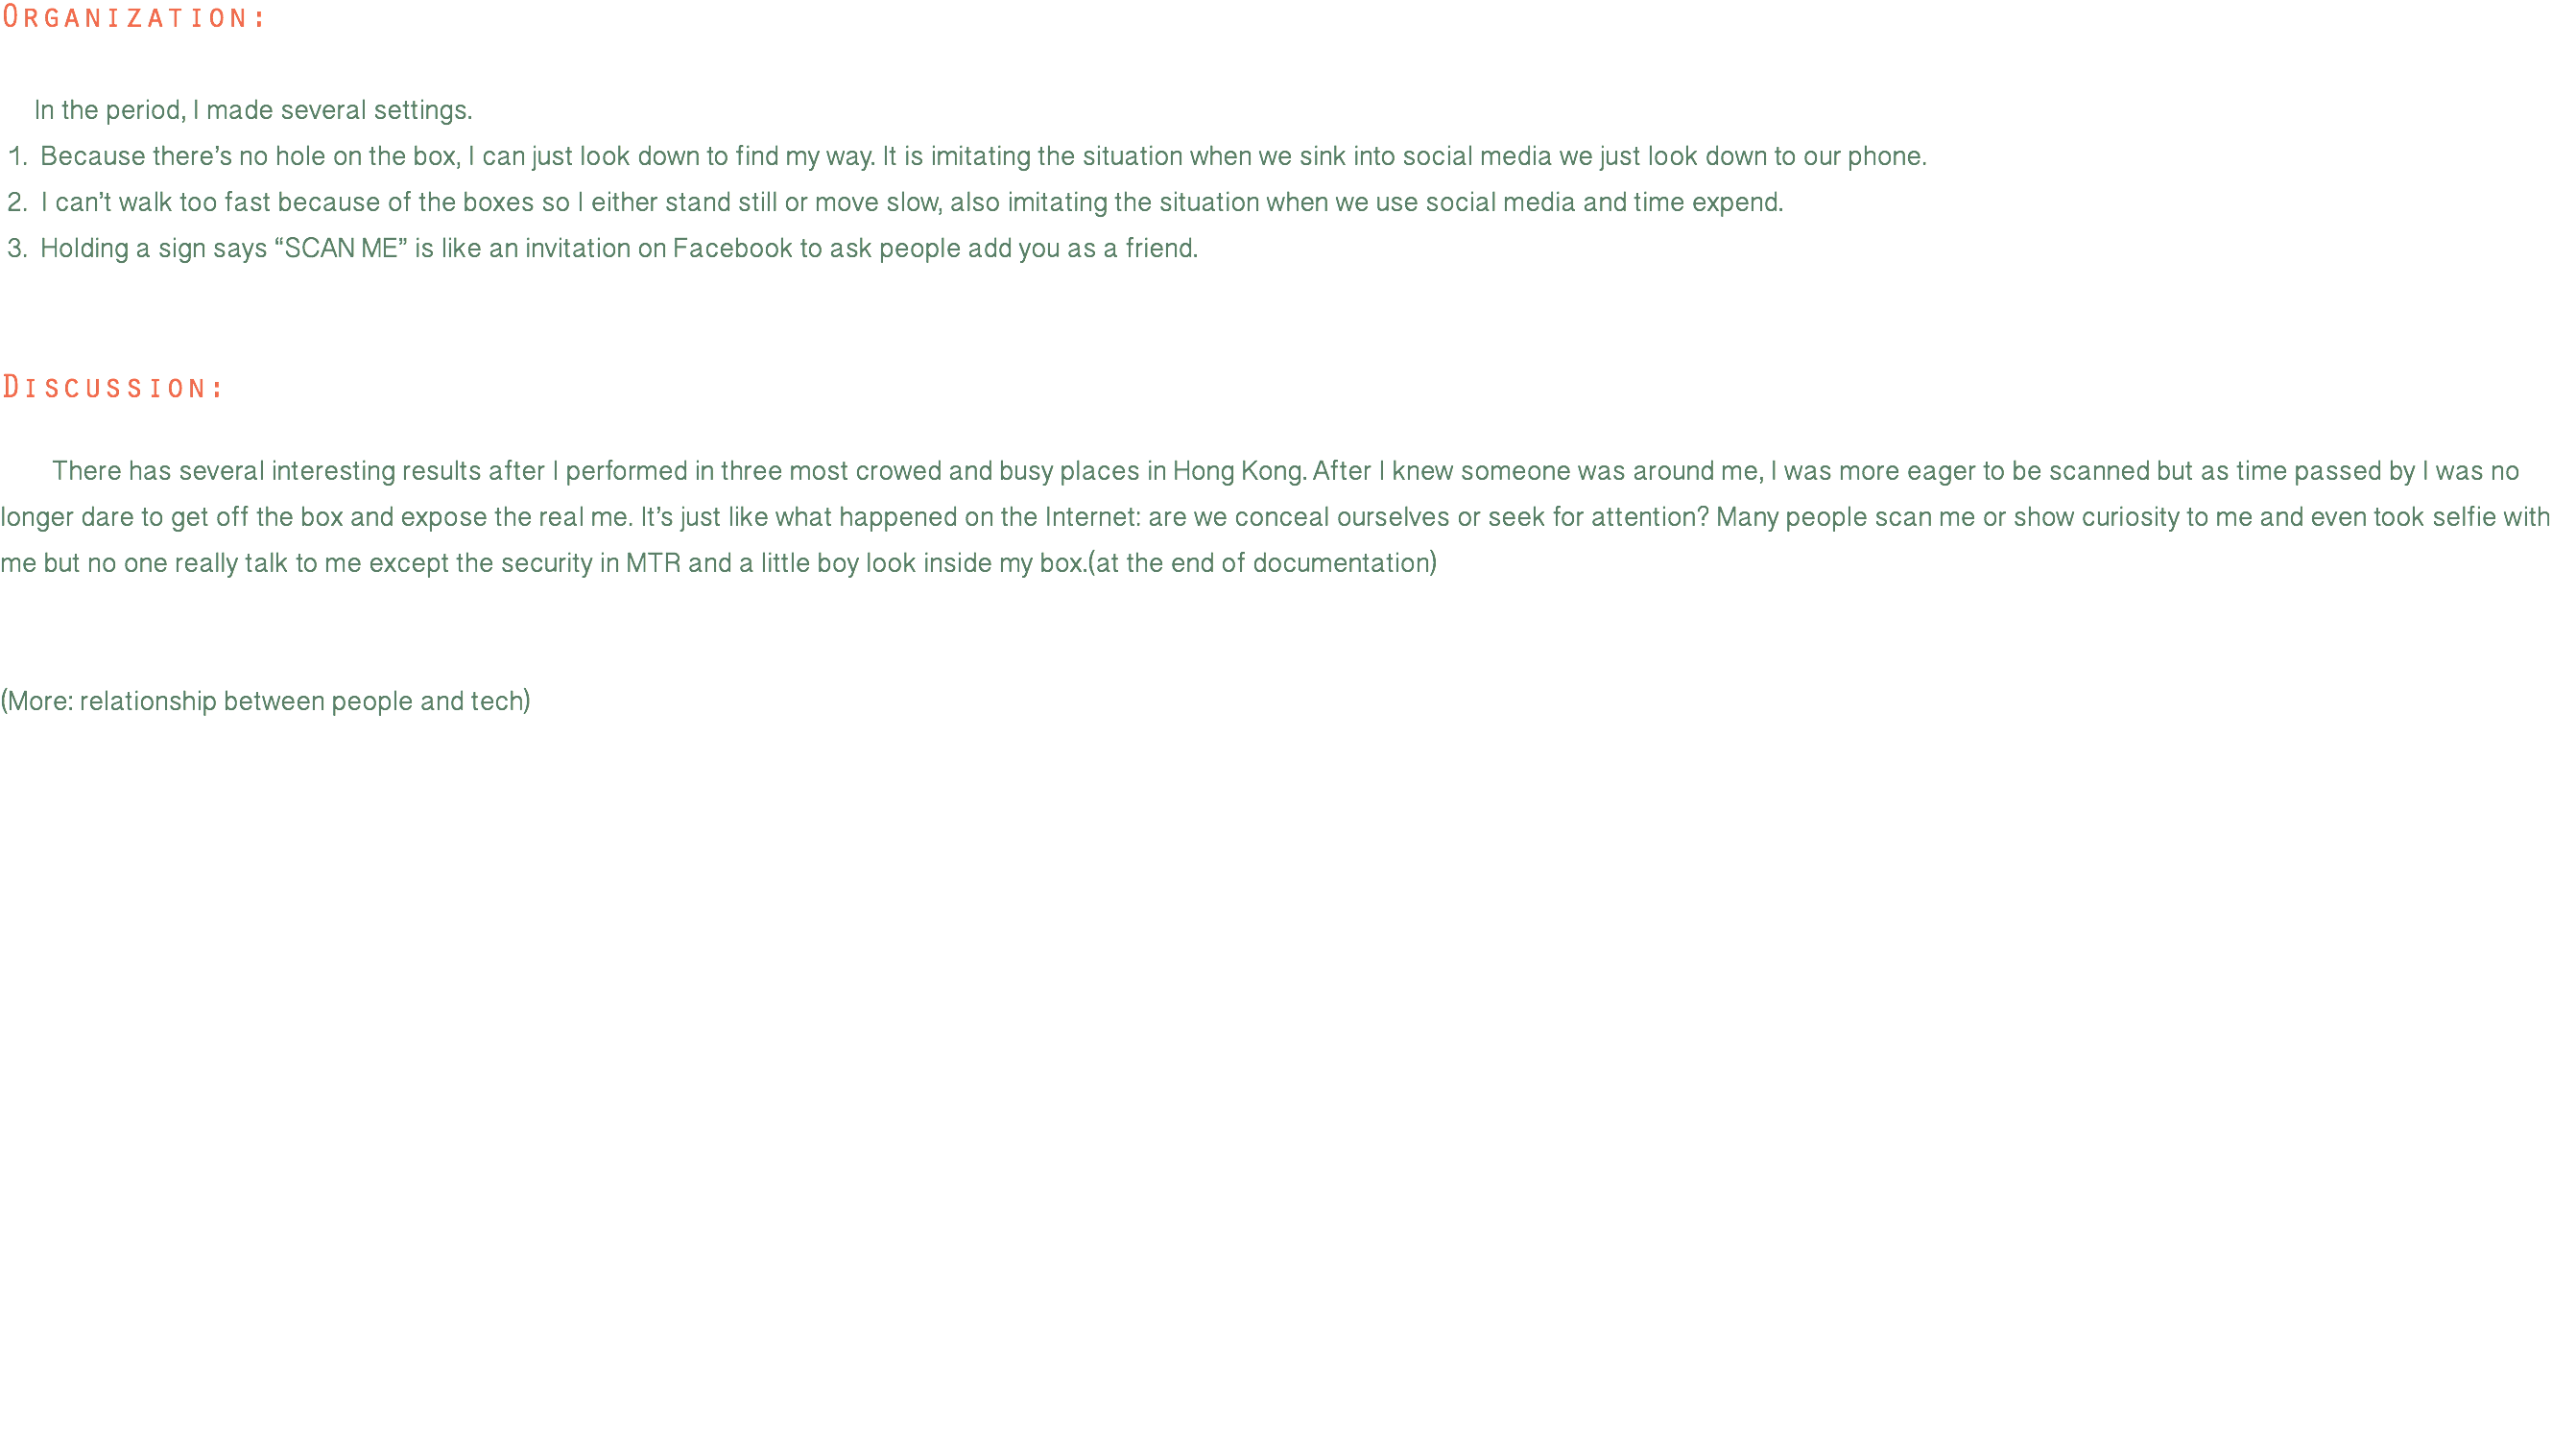 ORGANIZATION:
In the period, I made several settings.
1. Because there’s no hole on the box, I can just look down to find my way. It is imitating the situation when we sink into social media we just look down to our phone.
2. I can’t walk too fast because of the boxes so I either stand still or move slow, also imitating the situation when we use social media and time expend.
3. Holding a sign says “SCAN ME” is like an invitation on Facebook to ask people add you as a friend.
DISCUSSION:
There has several interesting results after I performed in three most crowed and busy places in Hong Kong. After I knew someone was around me, I was more eager to be scanned but as time passed by I was no
longer dare to get off the box and expose the real me. It’s just like what happened on the Internet: are we conceal ourselves or seek for attention? Many people scan me or show curiosity to me and even took selfie with
me but no one really talk to me except the security in MTR and a little boy look inside my box.(at the end of documentation)
(More: relationship between people and tech)